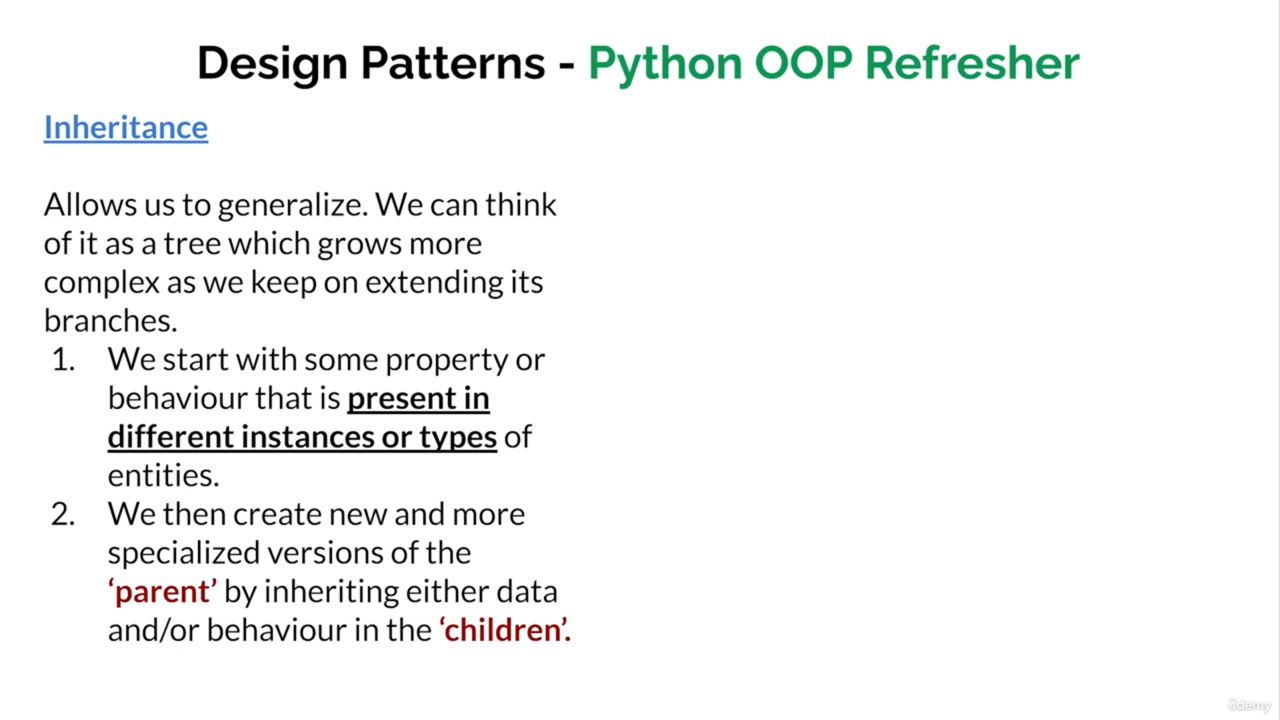 Design Patterns - Python OOP Refresher
Inheritance
Allows us to generalize. We can think
of it as a tree which grows more
complex as we keep on extending its
branches.
1. We start with some property or
behaviour that is present in
different instances or types of
entities.
2. We then create new and more
specialized versions of the
‘parent’ by inheriting either data
and/or behaviour in the ‘children’.
ûdemy